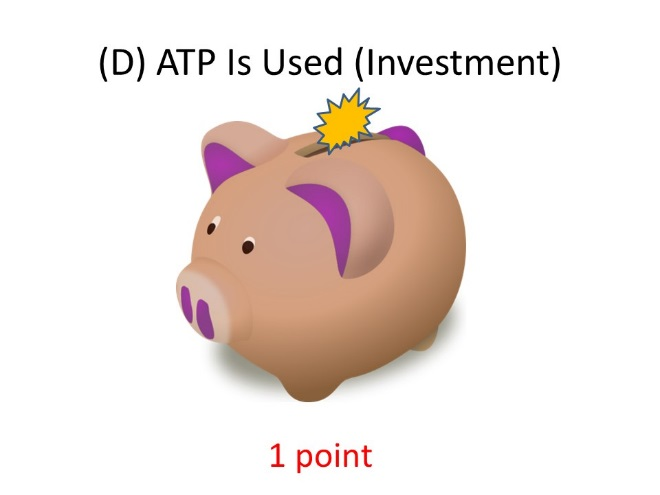 (D) ATP Is Used (Investment)
1 point